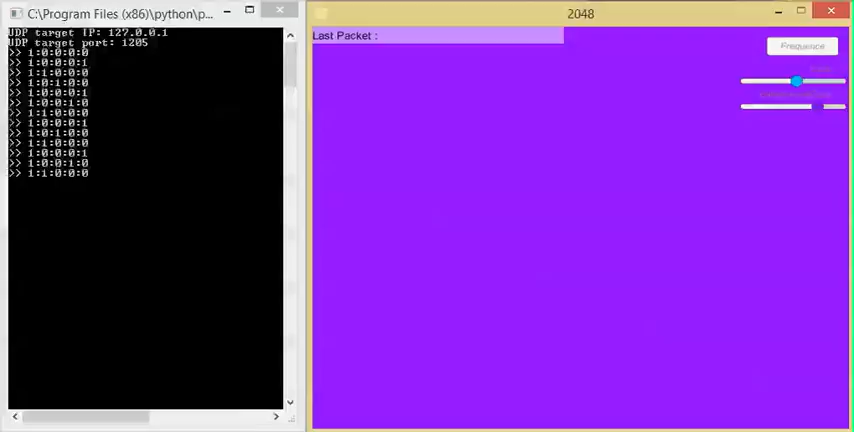 C:\Program Files (x86)\python\p...
UDP target IP: 127.0.0.1
UDP target port: 1205
>> 1:0:0:0:0
>> 1:0:0:0:1
>> 1:1:0:0:0
>> 1:0:1:0:0
>> 1:0:0:0:1
>> 1:0:0:1:0
>> 1:1:0:0:0
>> 1:0:0:0:1
>> 1:0:1:0:0
>> 1:1:0:0:0
>> 1:0:0:0:1
>> 1:0:0:1:0
>> 1:1:0:0:0
2048
Last Packet :
Frequence